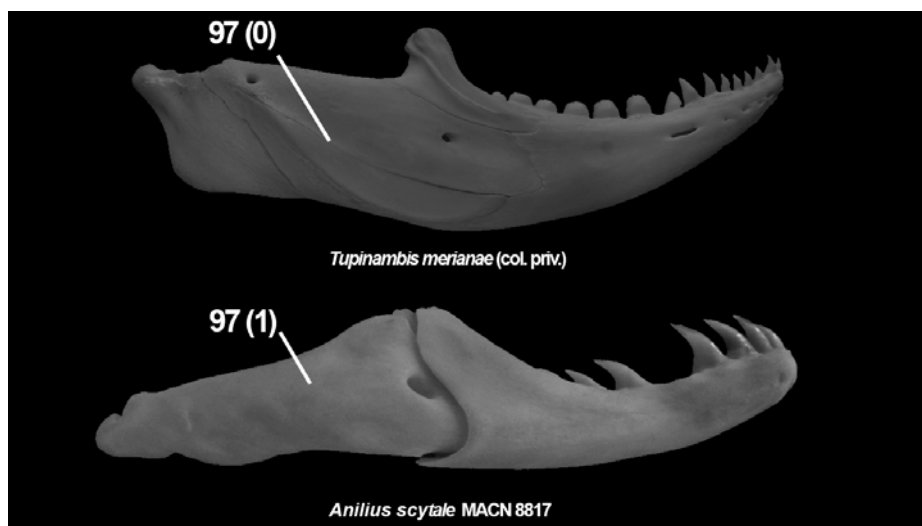 97 (0)
Tupinambis merianae (col. priv.)
97 (1)
Anilius scytale MACN 8817